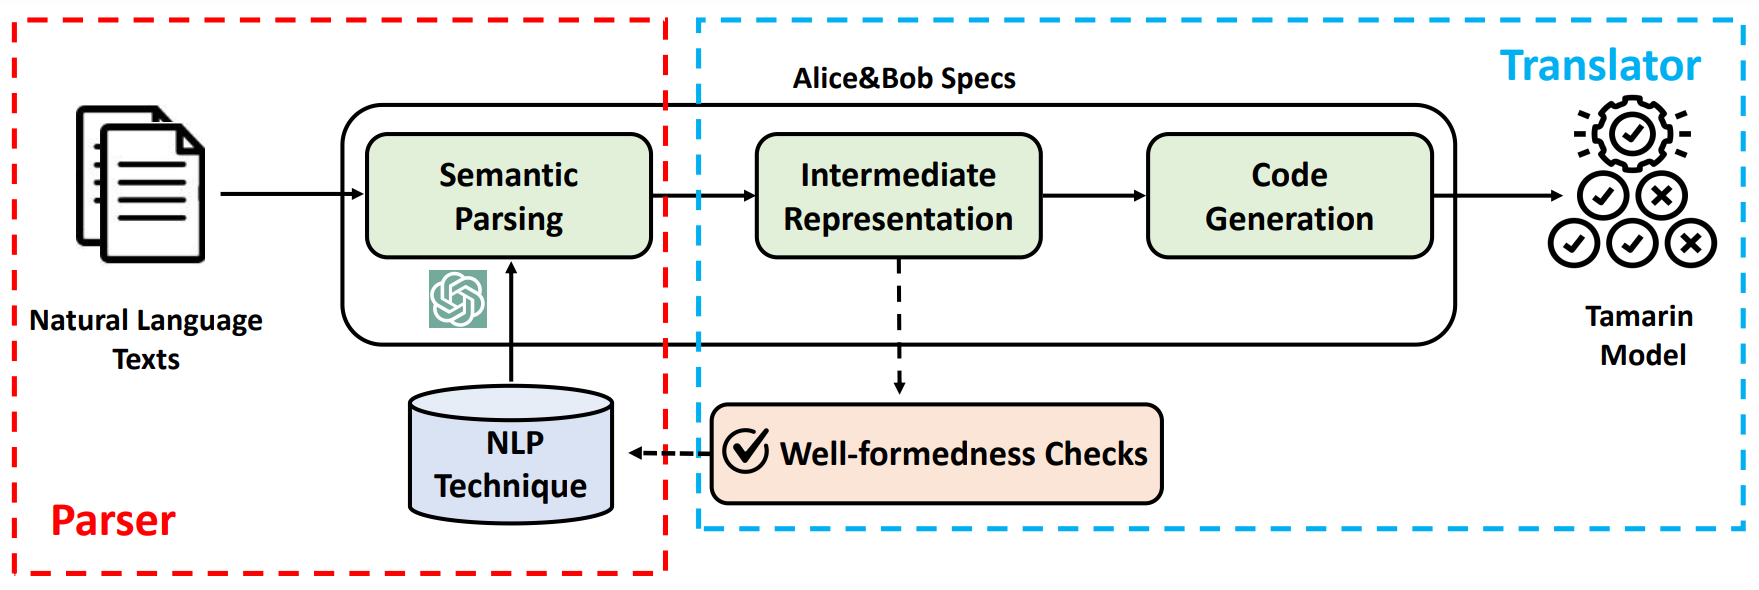 Translator
Alice&Bob Specs
Semantic
Parsing
Intermediate
Representation
Code
Generation
Natural Language
Texts
Tamarin
Model
NLP
Technique
Well-formedness Checks
Parser